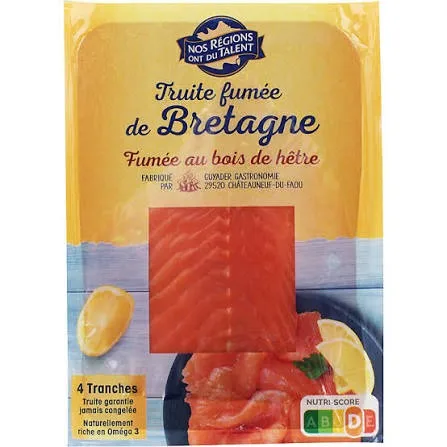 NOS RÉGIONS
ONT DU TALENT
Truite fumée
de Bretagne
Fumée au bois de hêtre
FABRIQUÉ
PAR
GUYADER GASTRONOMIE
29520 CHÂTEAUNEUF-DU-FAOU
4 Tranches
Truite garantie
jamais congelée
Naturellement
riche en Oméga 3
NUTRI-SCORE
A B C D E